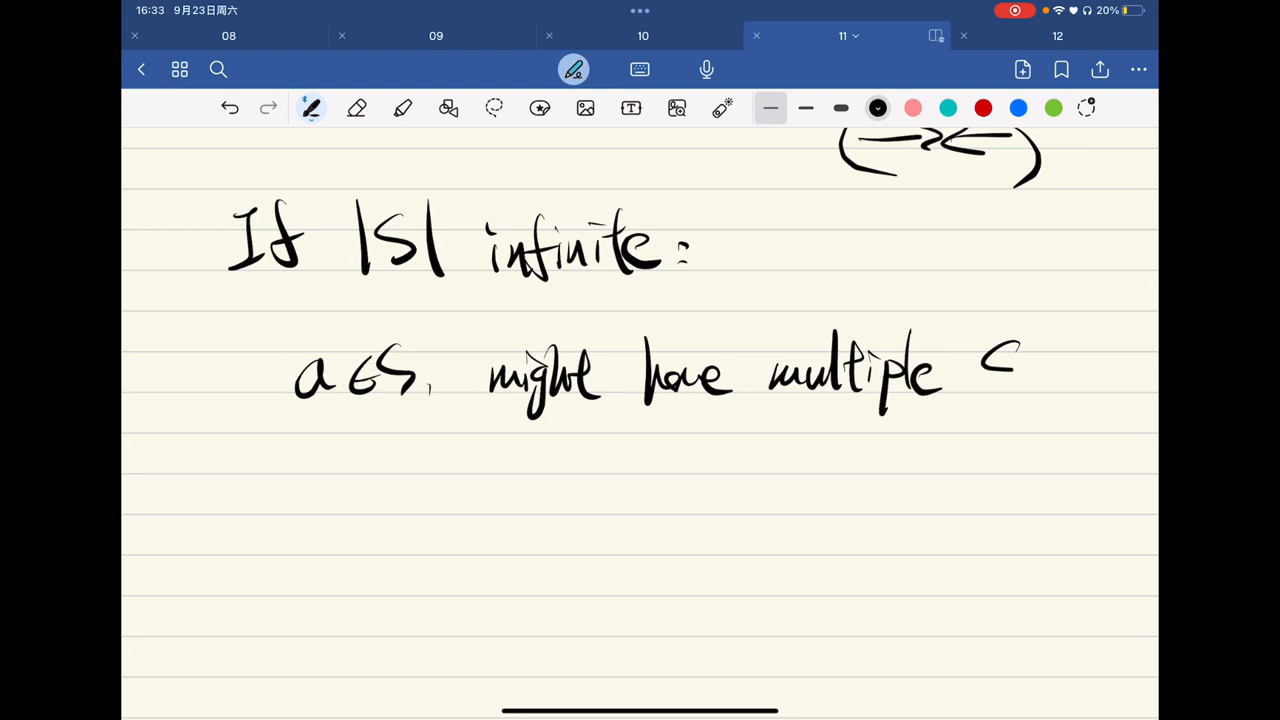 16:33 9月23日周六
20%
08 09 10 11 12
(→←)
If |S| infinite:
a∈S, might have multiple